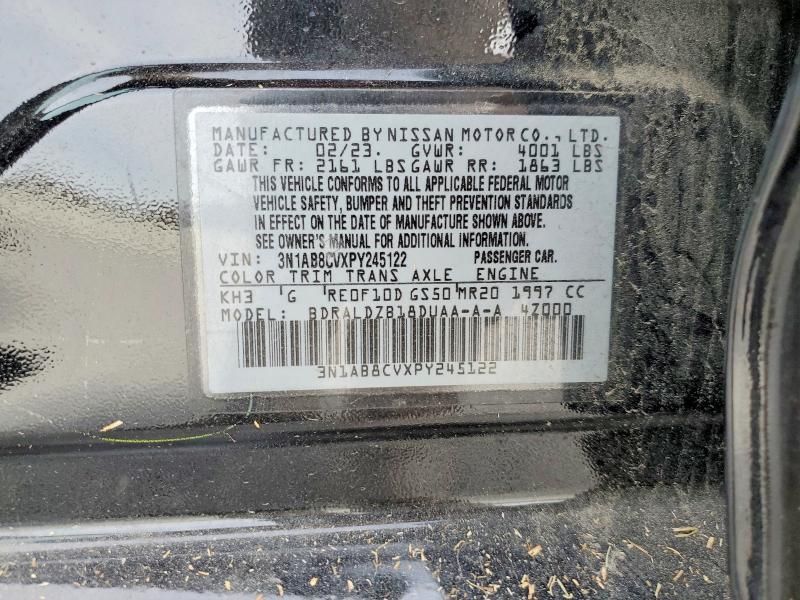 MANUFACTURED BY NISSAN MOTOR CO., LTD.
DATE: 02/23. GVWR: 4001 LBS
GAWR FR: 2161 LBS GAWR RR: 1863 LBS
THIS VEHICLE CONFORMS TO ALL APPLICABLE FEDERAL MOTOR
VEHICLE SAFETY, BUMPER AND THEFT PREVENTION STANDARDS
IN EFFECT ON THE DATE OF MANUFACTURE SHOWN ABOVE.
SEE OWNER'S MANUAL FOR ADDITIONAL INFORMATION.
VIN: 3N1AB8CVXPY245122 PASSENGER CAR.
COLOR TRIM TRANS AXLE ENGINE
KH3 G RE0F10D GS50 MR20 1997 CC
MODEL: BDRALDZB18DUAA-A-A 4Z000
3N1AB8CVXPY245122